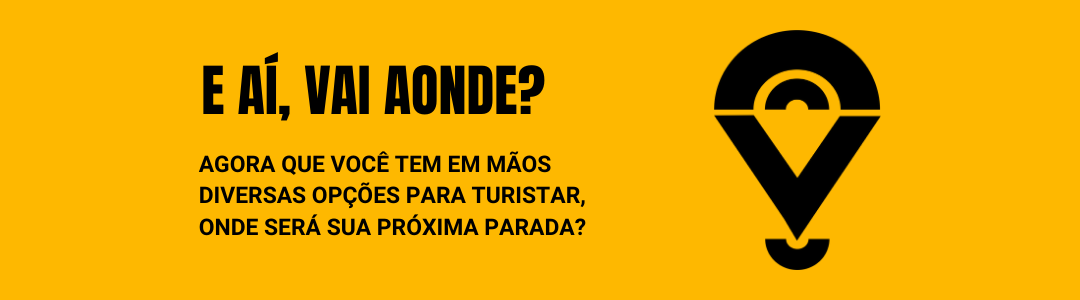 E AÍ, VAI AONDE?
AGORA QUE VOCÊ TEM EM MÃOS
DIVERSAS OPÇÕES PARA TURISTAR,
ONDE SERÁ SUA PRÓXIMA PARADA?